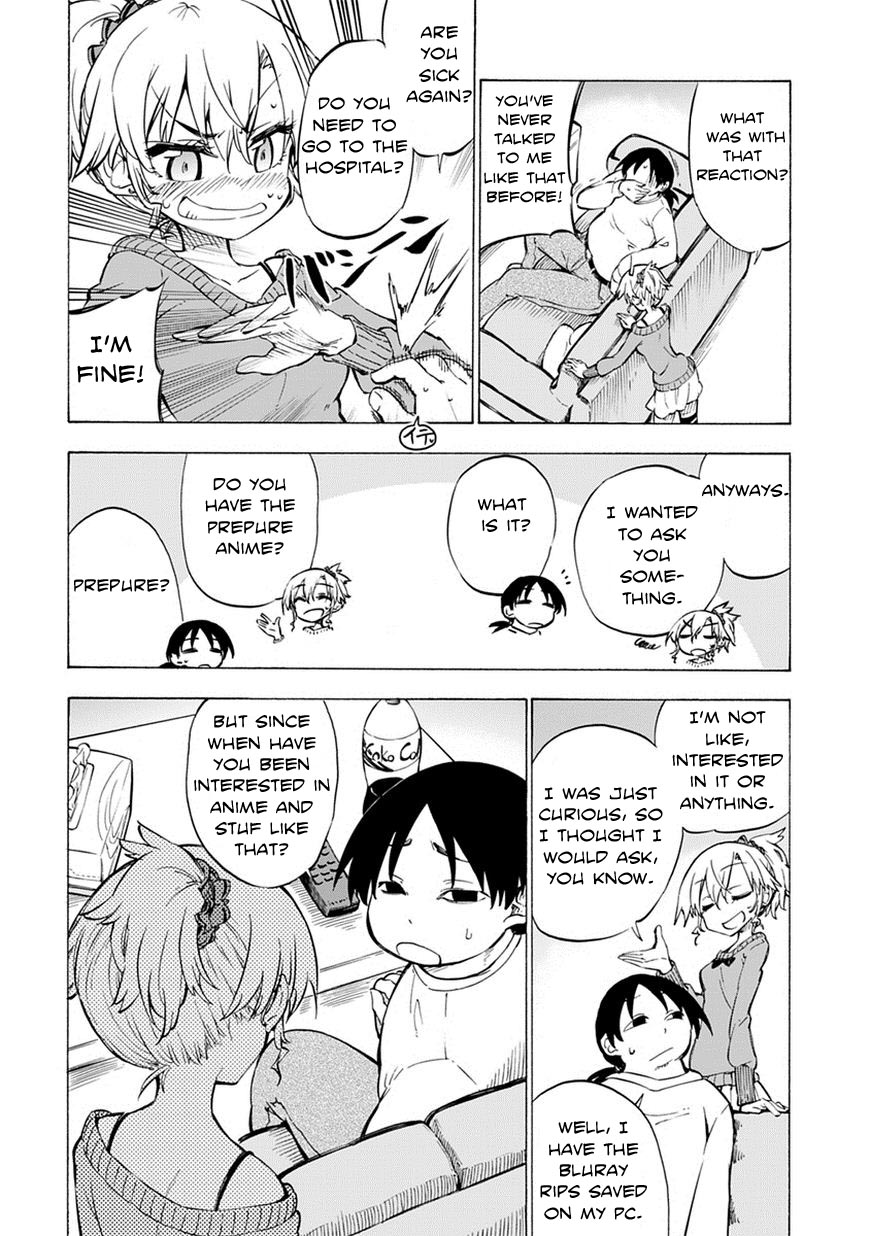 WHAT
WAS WITH
THAT
REACTION?
YOU'VE
NEVER
TALKED
TO ME
LIKE THAT
BEFORE!
ARE
YOU
SICK
AGAIN?
DO YOU
NEED TO
GO TO THE
HOSPITAL?
I'M
FINE!
イテッ
ANYWAYS.
I WANTED
TO ASK
YOU
SOME-
THING.
WHAT
IS IT?
DO YOU
HAVE THE
PREPURE
ANIME?
PREPURE?
I'M NOT
LIKE,
INTERESTED
IN IT OR
ANYTHING.
I WAS JUST
CURIOUS, SO
I THOUGHT I
WOULD ASK,
YOU KNOW.
WELL, I
HAVE THE
BLURAY
RIPS SAVED
ON MY PC.
BUT SINCE
WHEN HAVE
YOU BEEN
INTERESTED IN
ANIME AND
STUF LIKE
THAT?